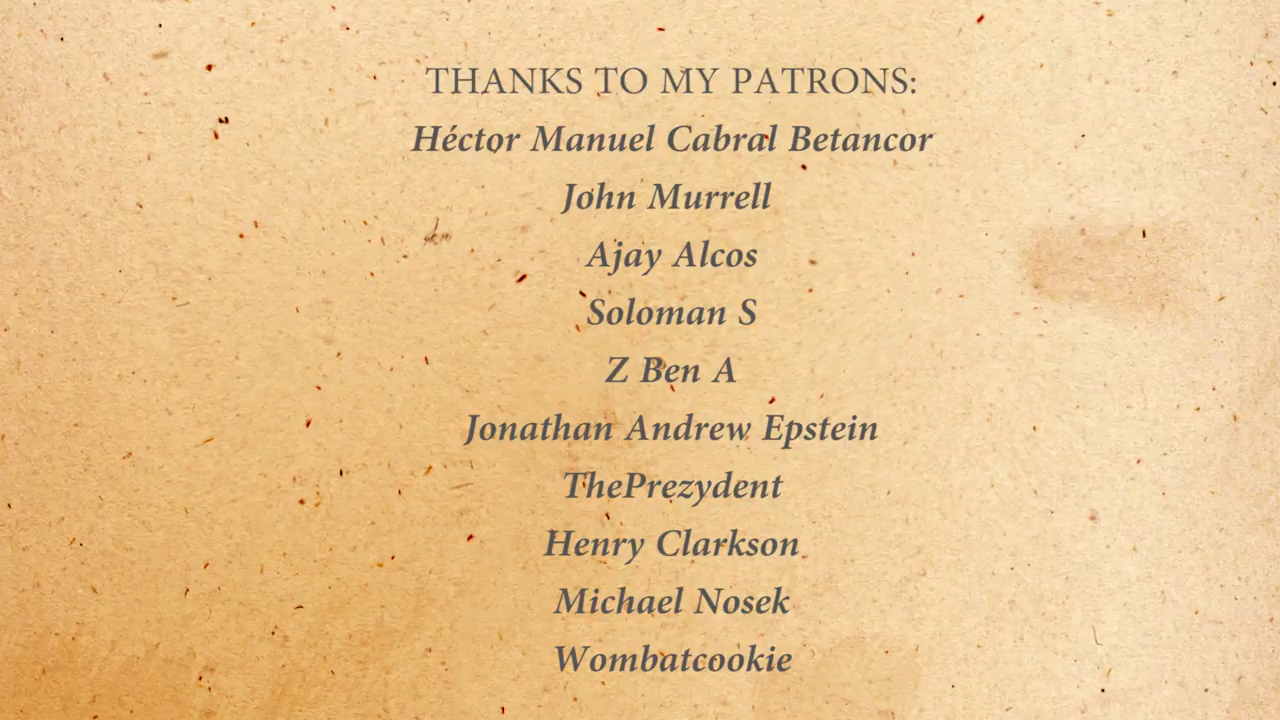 THANKS TO MY PATRONS:
Héctor Manuel Cabral Betancor
John Murrell
Ajay Alcos
Soloman S
Z Ben A
Jonathan Andrew Epstein
ThePrezydent
Henry Clarkson
Michael Nosek
Wombatcookie